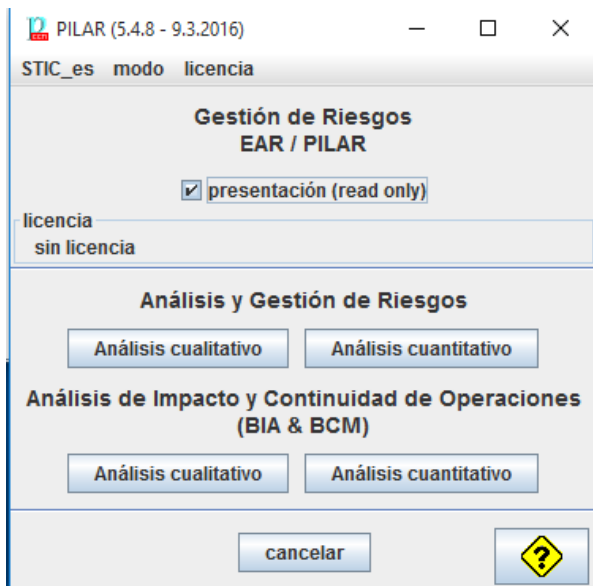 PILAR (5.4.8 - 9.3.2016)
STIC_es modo licencia
Gestión de Riesgos
EAR / PILAR
presentación (read only)
licencia
sin licencia
Análisis y Gestión de Riesgos
Análisis cualitativo Análisis cuantitativo
Análisis de Impacto y Continuidad de Operaciones
(BIA & BCM)
Análisis cualitativo Análisis cuantitativo
cancelar ?